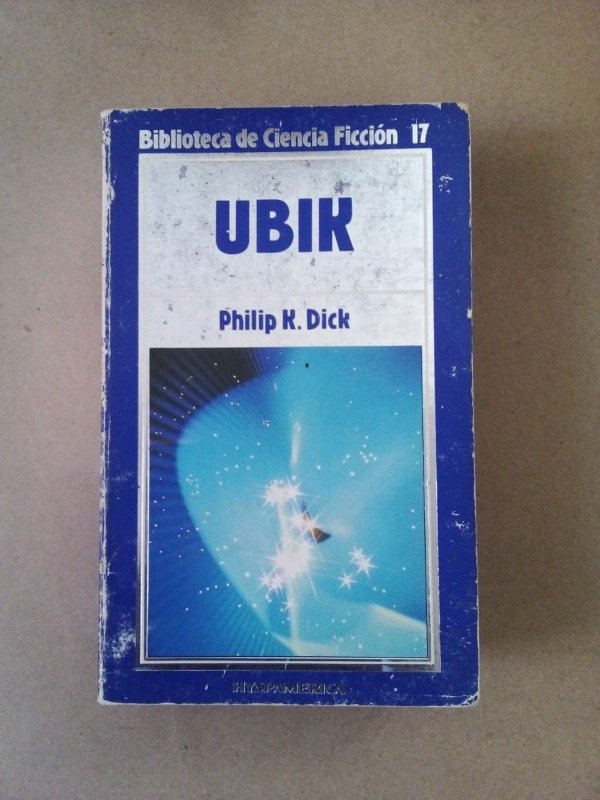 Biblioteca de Ciencia Ficción 17
UBIK
Philip K. Dick
HYSPAMERICA